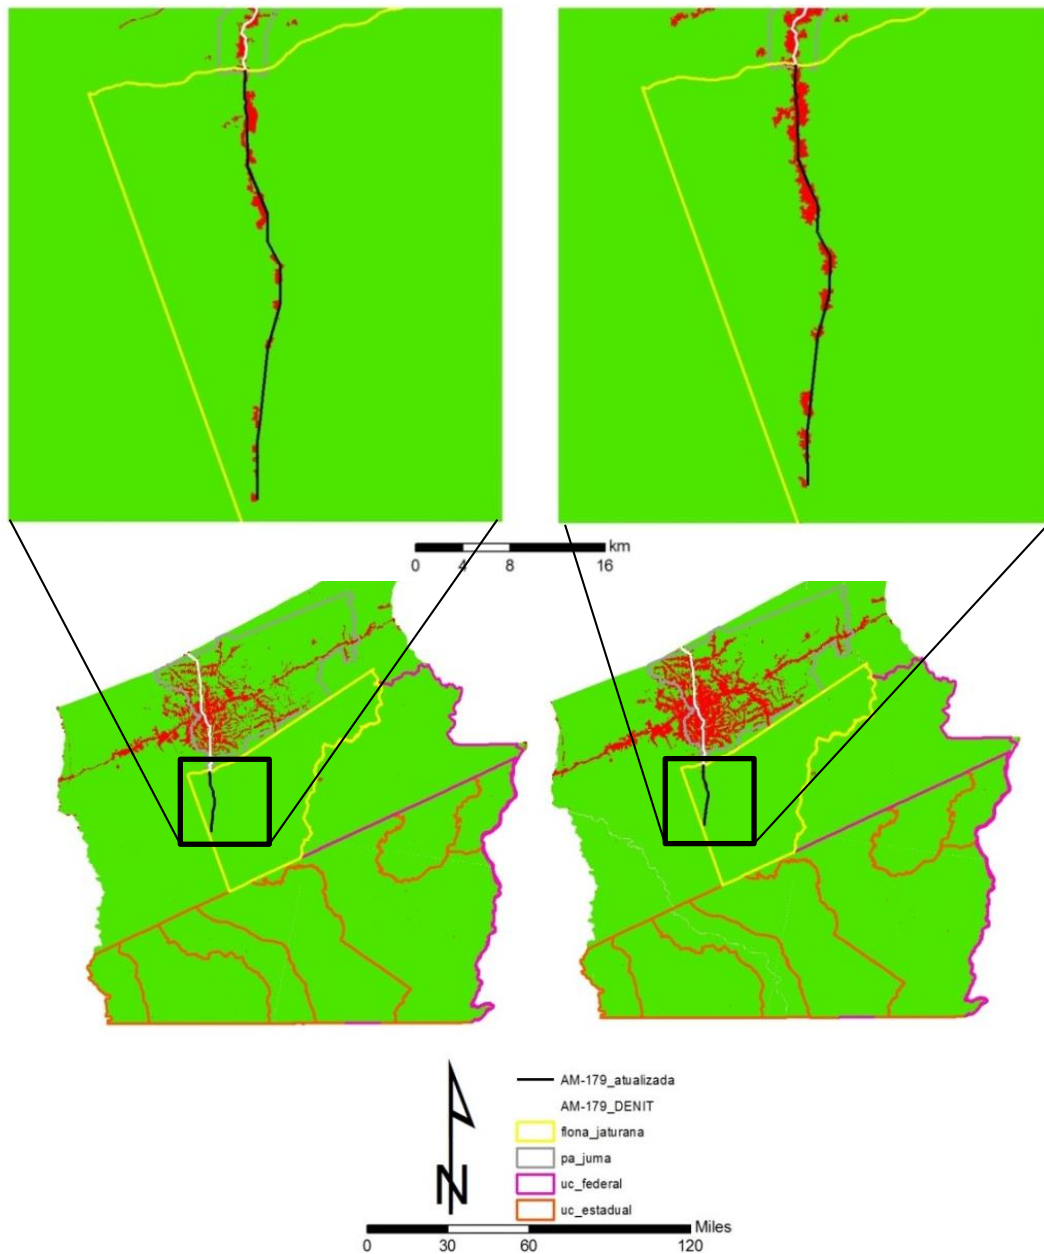 km
0 4 8 16
N
AM-179_atualizada
AM-179_DENIT
flona_jaturana
pa_juma
uc_federal
uc_estadual
Miles
0 30 60 120